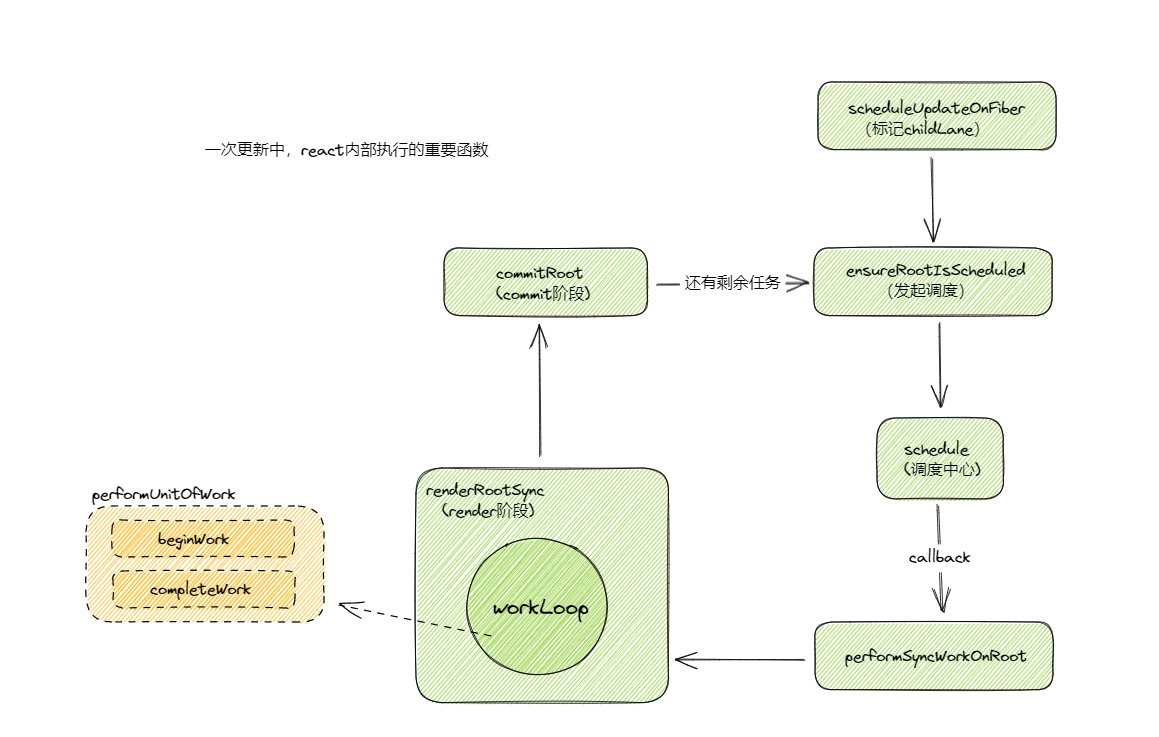 scheduleUpdateOnFiber
（标记childLane）
一次更新中，react内部执行的重要函数
commitRoot
（commit阶段）
还有剩余任务
ensureRootIsScheduled
（发起调度）
schedule
（调度中心）
renderRootSync
（render阶段）
performUnitOfWork
beginWork
callback
completeWork
workLoop
performSyncWorkOnRoot